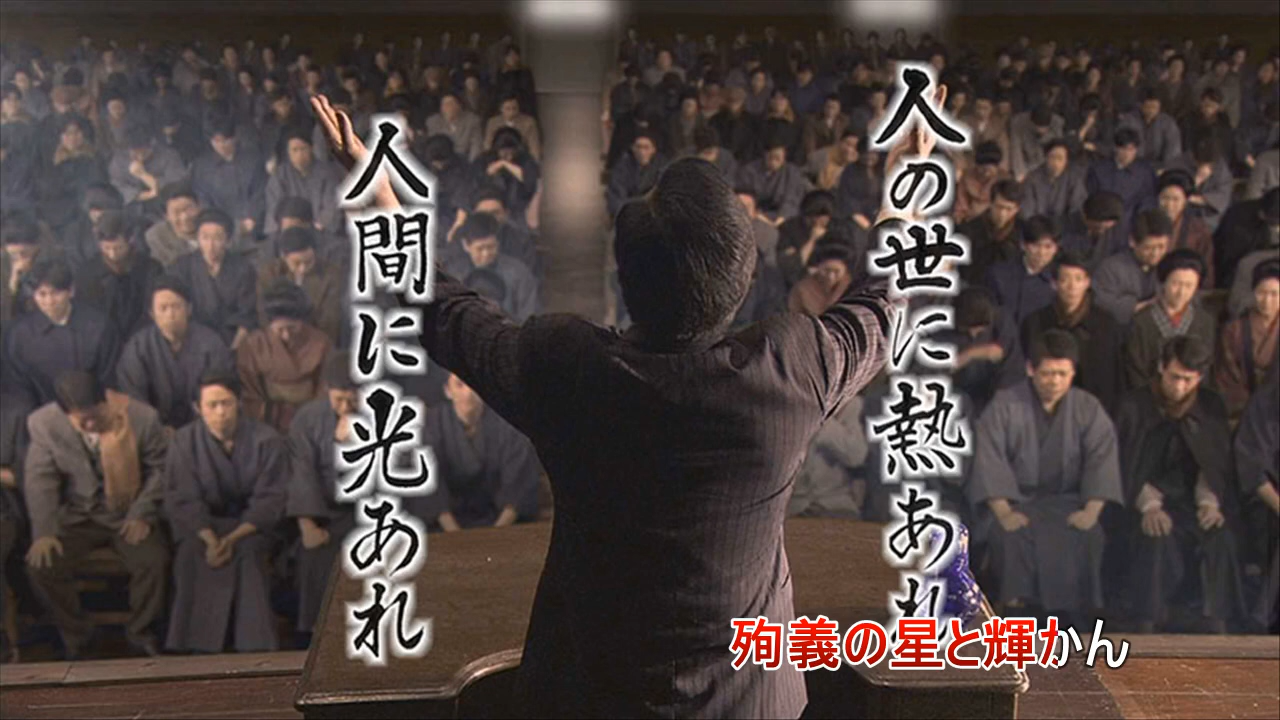 人の世に熱あれ
人間に光あれ
殉義の星と輝かん